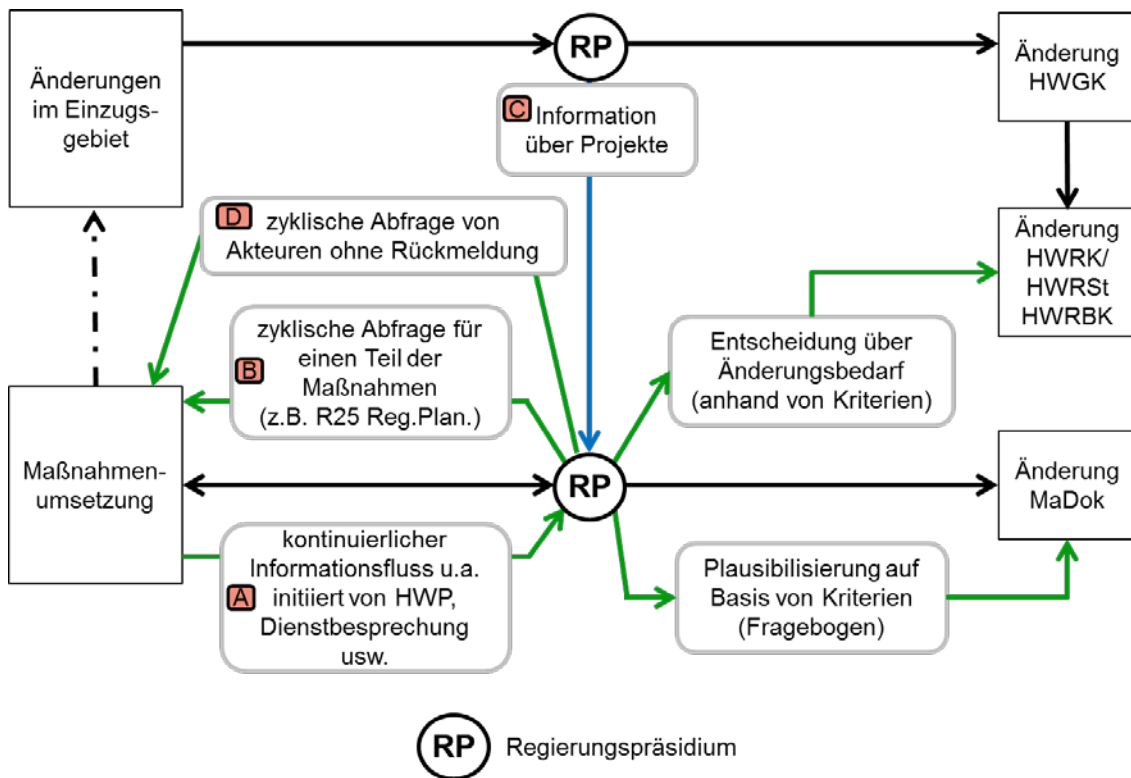 Änderungen
im Einzugs-
gebiet
RP
Änderung
HWGK
C Information
über Projekte
D zyklische Abfrage von
Akteuren ohne Rückmeldung
Änderung
HWRK/
HWRSt
HWRBK
zyklische Abfrage für
einen Teil der
B Maßnahmen
(z.B. R25 Reg.Plan.)
Entscheidung über
Änderungsbedarf
(anhand von Kriterien)
Maßnahmen-
umsetzung
RP
Änderung
MaDok
kontinuierlicher
Informationsfluss u.a.
A initiiert von HWP,
Dienstbesprechung
usw.
Plausibilisierung auf
Basis von Kriterien
(Fragebogen)
RP Regierungspräsidium